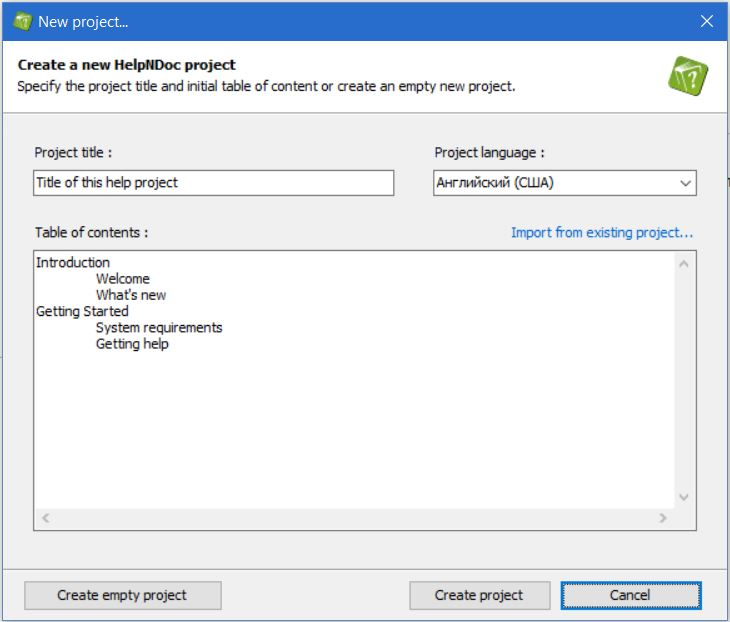 New project...
Create a new HelpNDoc project
Specify the project title and initial table of content or create an empty new project.
Project title :
Project language :
Title of this help project
Английский (США)
Table of contents :
Import from existing project...
Introduction
Welcome
What's new
Getting Started
System requirements
Getting help
Create empty project
Create project
Cancel